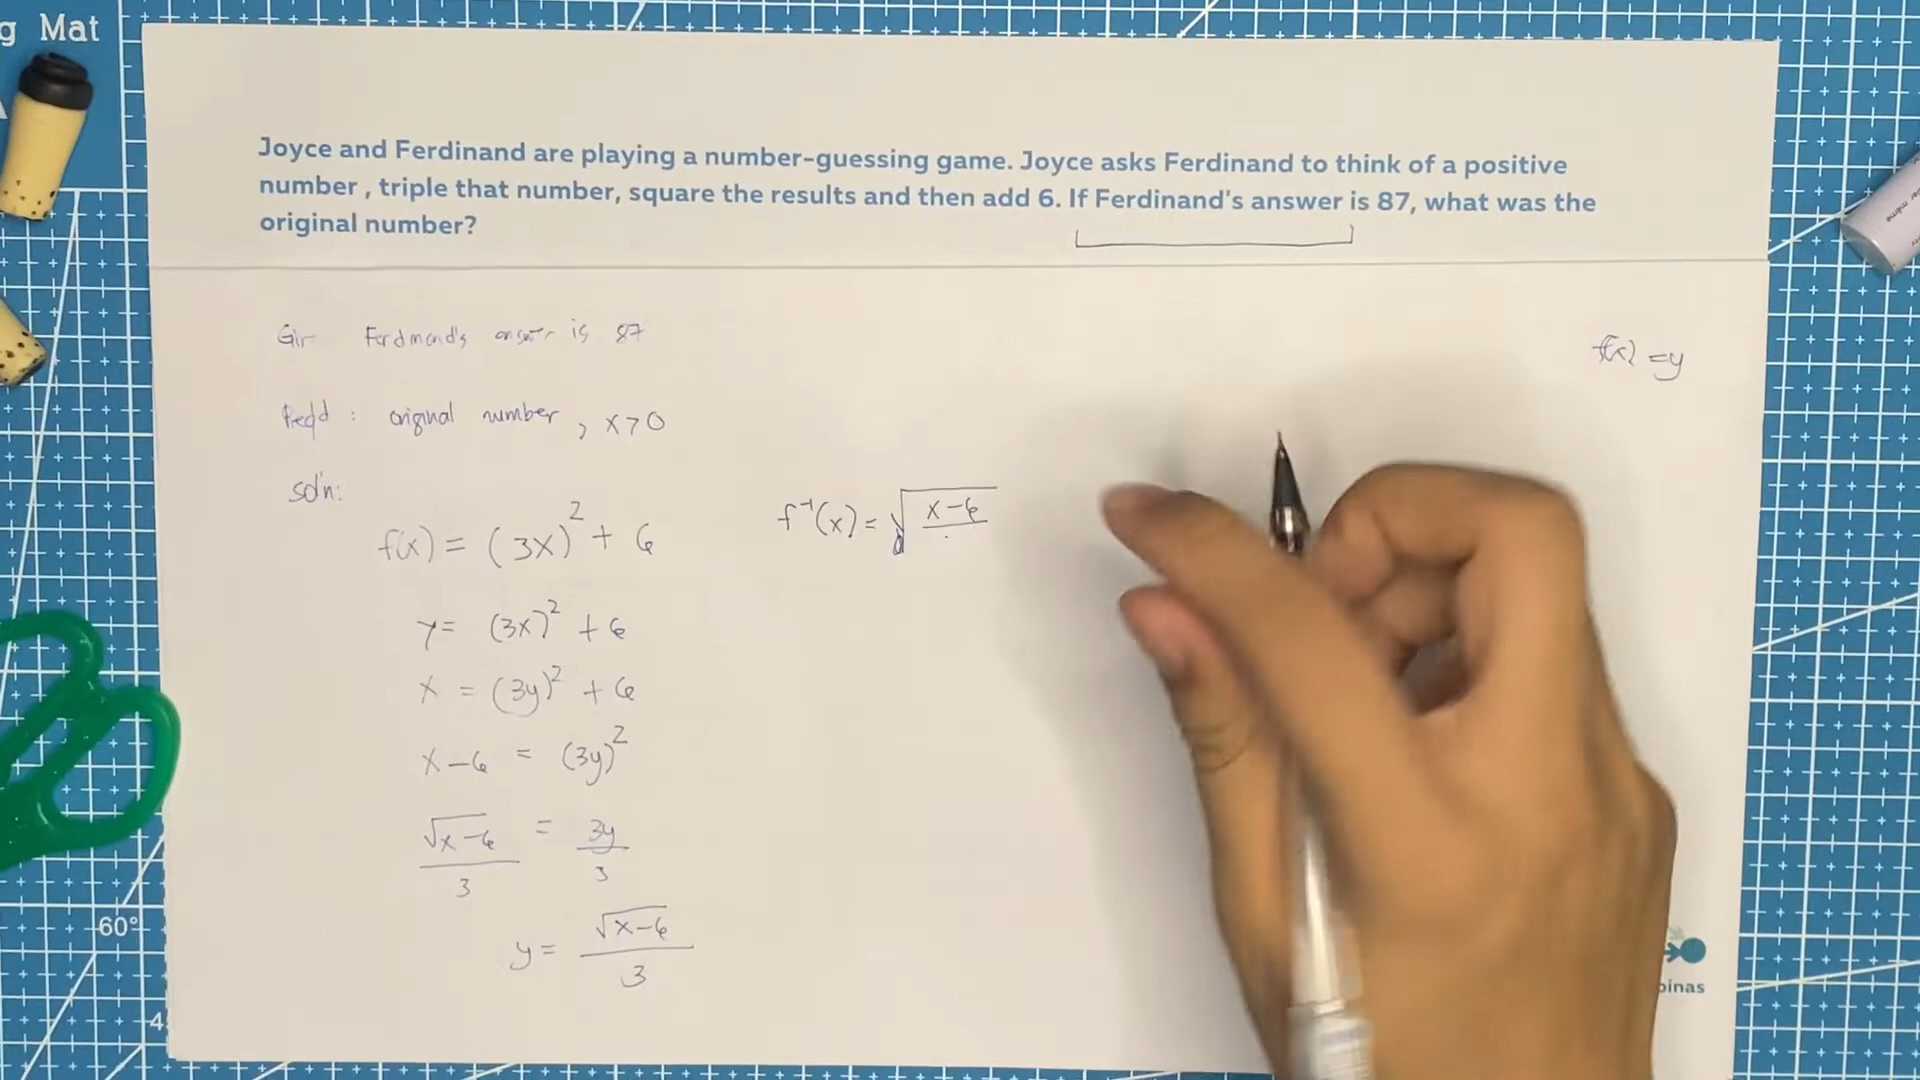 g Mat
Joyce and Ferdinand are playing a number-guessing game. Joyce asks Ferdinand to think of a positive
number , triple that number, square the results and then add 6. If Ferdinand's answer is 87, what was the
original number?
Ferdinand's answer is 87
f(x) = y
Req'd : original number , x > 0
Sol'n:
f(x) = (3x)² + 6
f⁻¹(x) = √x-6
y = (3x)² + 6
x = (3y)² + 6
x-6 = (3y)²
√x-6 / 3 = 3y / 3
y = √x-6 / 3
60°
4
pinas